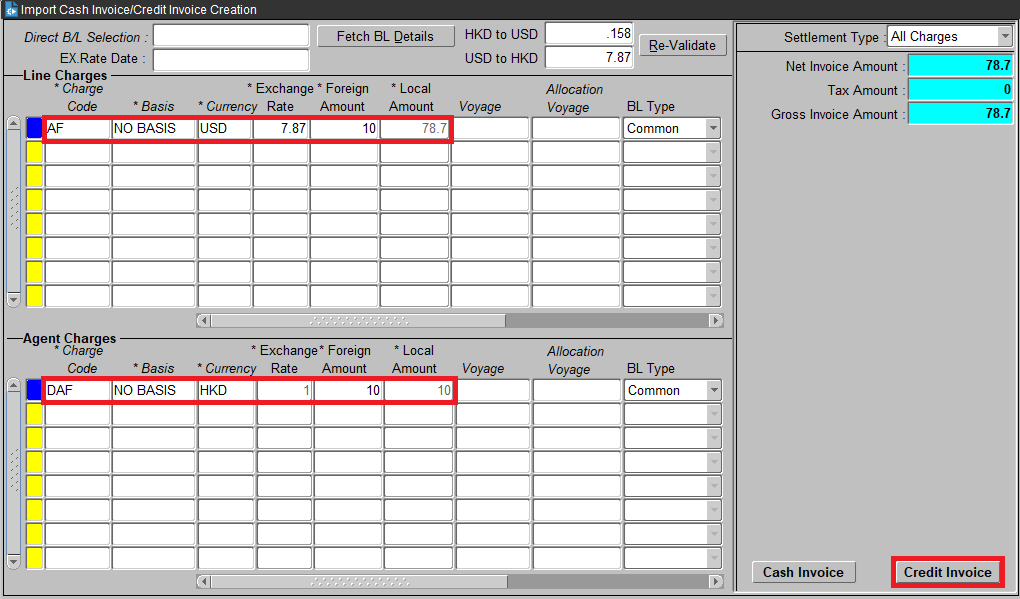 Import Cash Invoice/Credit Invoice Creation
Direct B/L Selection :
Fetch BL Details
HKD to USD .158
EX.Rate Date :
USD to HKD 7.87
Re-Validate
Line Charges
* Charge Code * Basis * Currency * Exchange Rate * Foreign Amount * Local Amount Voyage Allocation Voyage BL Type
AF NO BASIS USD 7.87 10 78.7 Common
Agent Charges
* Charge Code * Basis * Currency * Exchange Rate * Foreign Amount * Local Amount Voyage Allocation Voyage BL Type
DAF NO BASIS HKD 1 10 10 Common
Settlement Type : All Charges
Net Invoice Amount : 78.7
Tax Amount : 0
Gross Invoice Amount : 78.7
Cash Invoice Credit Invoice